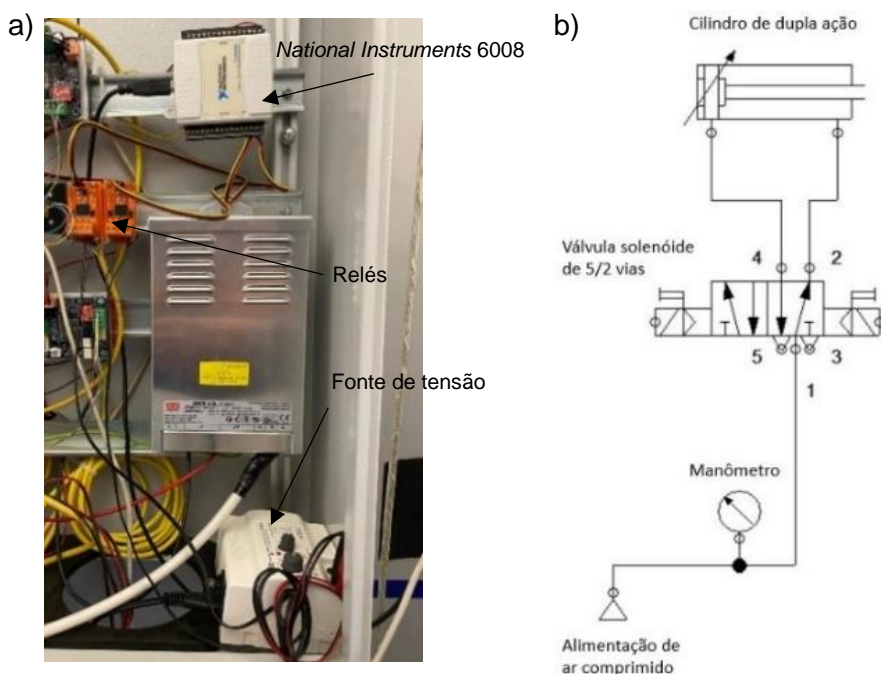 a)
National Instruments 6008
Relés
Fonte de tensão
b)
Cilindro de dupla ação
Válvula solenóide
de 5/2 vias
4
2
5
3
1
Manômetro
Alimentação de
ar comprimido